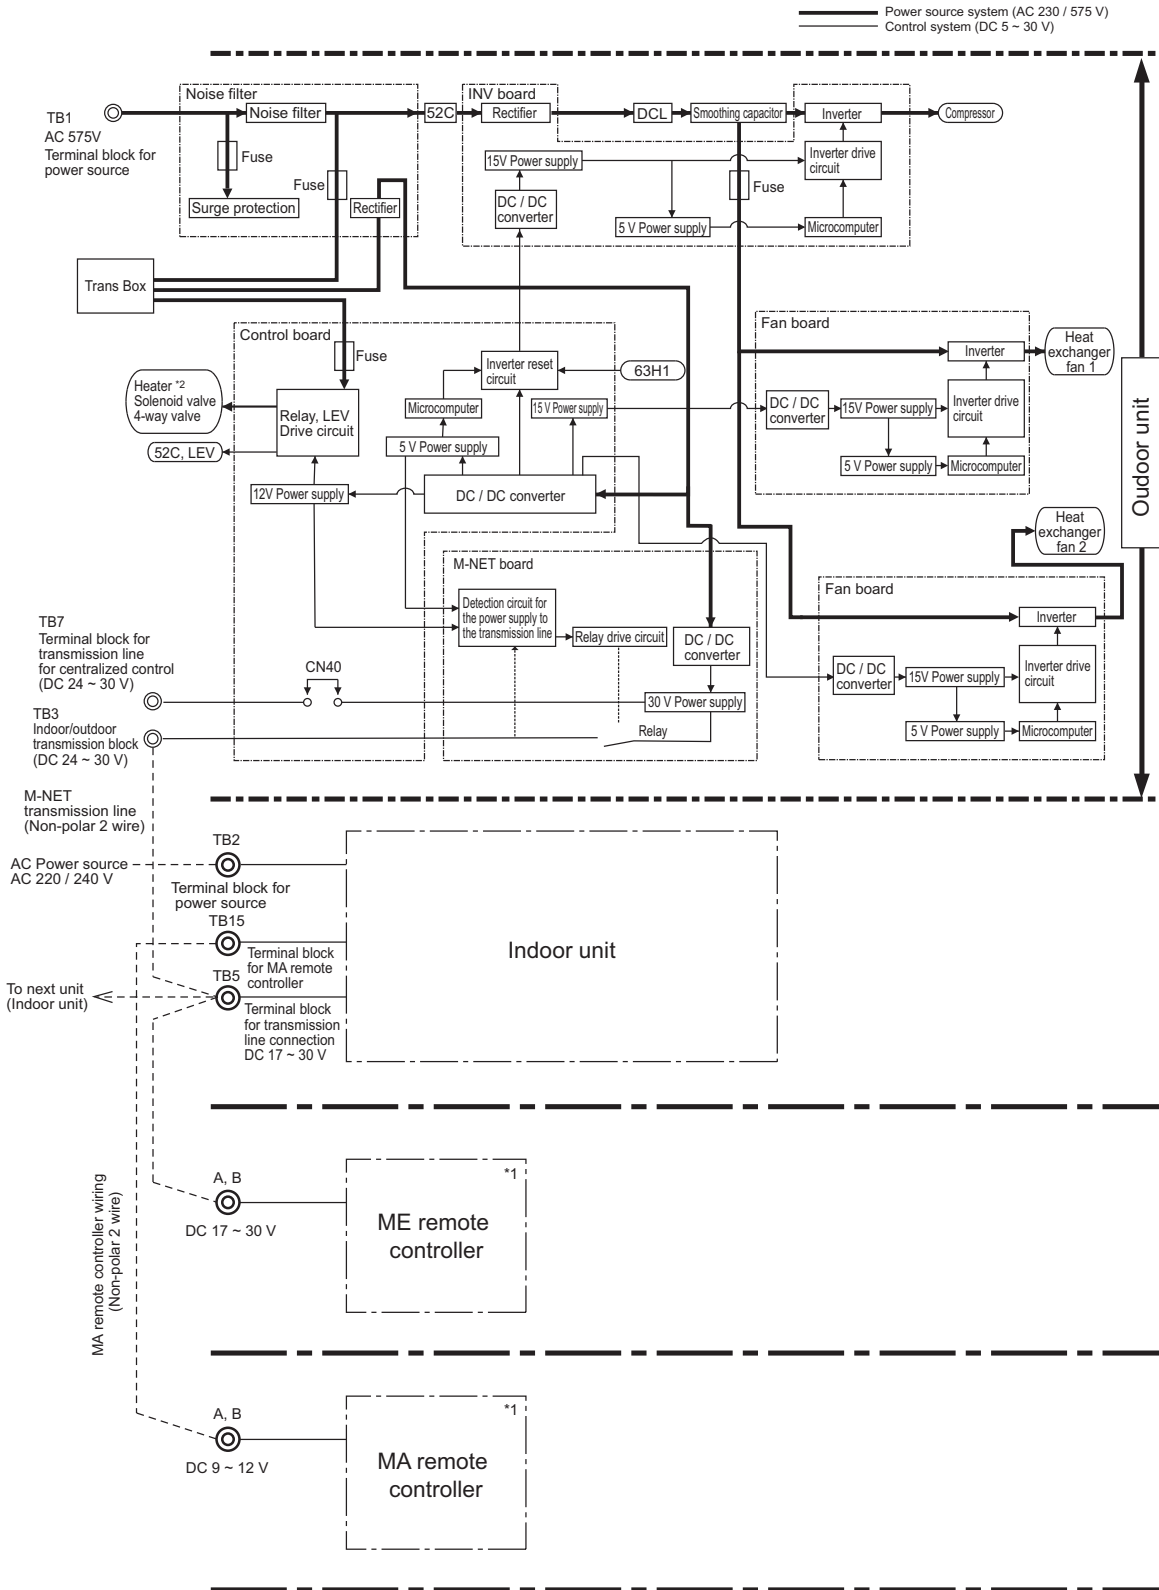 Power source system (AC 230 / 575 V)
Control system (DC 5 ~ 30 V)
Noise filter
INV board
TB1
AC 575V
Terminal block for
power source
Noise filter
52C
Rectifier
DCL
Smoothing capacitor
Inverter
Compressor
Fuse
Fuse
Surge protection
Rectifier
15V Power supply
DC / DC
converter
5 V Power supply
Fuse
Inverter drive
circuit
Microcomputer
Trans Box
Control board
Fuse
Heater *2
Solenoid valve
4-way valve
52C, LEV
Relay, LEV
Drive circuit
12V Power supply
Inverter reset
circuit
63H1
Microcomputer
15 V Power supply
5 V Power supply
DC / DC converter
Fan board
Inverter
Heat
exchanger
fan 1
DC / DC
converter
15V Power supply
Inverter drive
circuit
5 V Power supply
Microcomputer
Oudoor unit
Heat
exchanger
fan 2
M-NET board
Detection circuit for
the power supply to
the transmission line
Relay drive circuit
DC / DC
converter
30 V Power supply
Relay
Fan board
Inverter
DC / DC
converter
15V Power supply
Inverter drive
circuit
5 V Power supply
Microcomputer
TB7
Terminal block for
transmission line
for centralized control
(DC 24 ~ 30 V)
CN40
TB3
Indoor/outdoor
transmission block
(DC 24 ~ 30 V)
M-NET
transmission line
(Non-polar 2 wire)
AC Power source
AC 220 / 240 V
TB2
Terminal block for
power source
TB15
Terminal block
for MA remote
controller
TB5
Terminal block
for transmission
line connection
DC 17 ~ 30 V
To next unit
(Indoor unit)
Indoor unit
MA remote controller wiring
(Non-polar 2 wire)
A, B
DC 17 ~ 30 V
*1
ME remote
controller
A, B
DC 9 ~ 12 V
*1
MA remote
controller